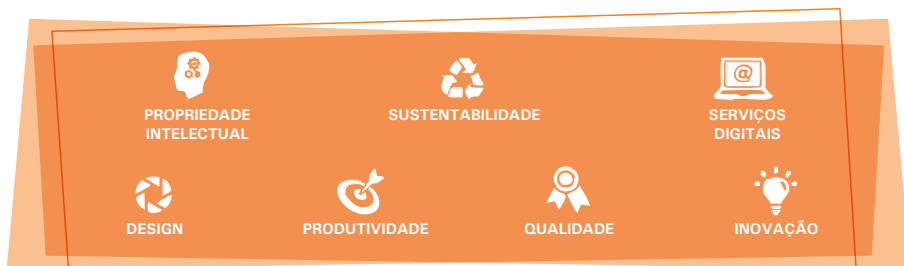 @
PROPRIEDADE
INTELECTUAL
SUSTENTABILIDADE
SERVIÇOS
DIGITAIS
DESIGN
PRODUTIVIDADE
QUALIDADE
INOVAÇÃO